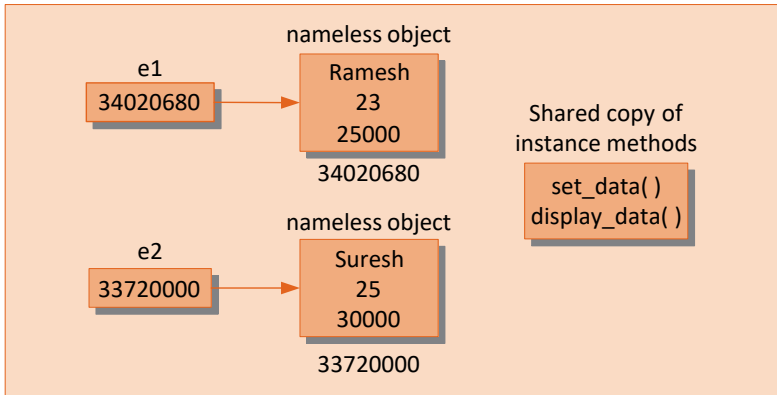 nameless object
e1
34020680
Ramesh
23
25000
34020680
Shared copy of
instance methods
set_data( )
display_data( )
nameless object
e2
33720000
Suresh
25
30000
33720000